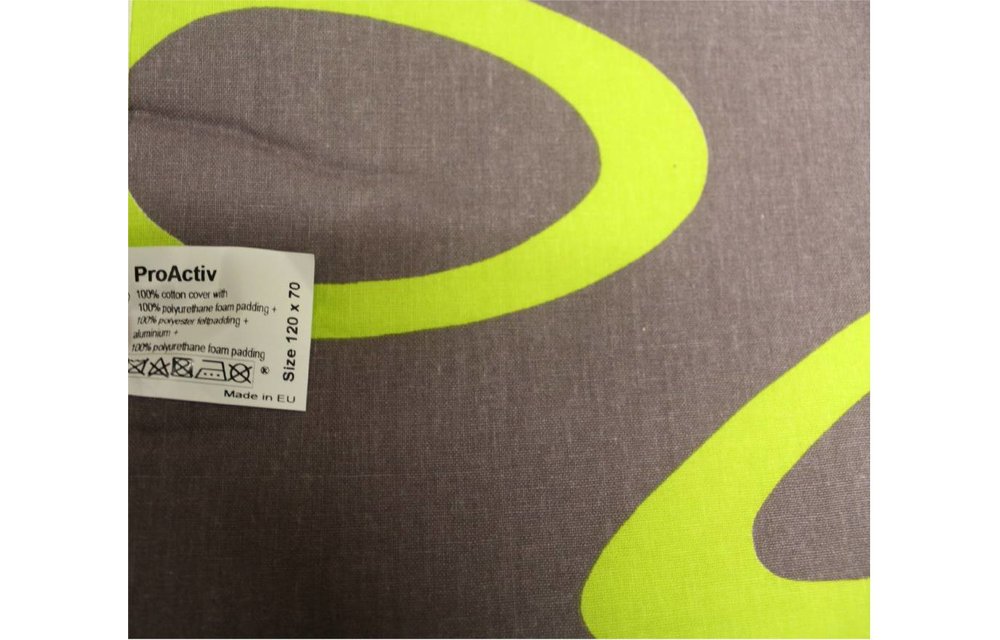 ProActiv
100% cotton cover with
100% polyurethane foam padding +
100% polyester feltpadding +
aluminium +
100% polyurethane foam padding
®
Made in EU
Size 120 x 70